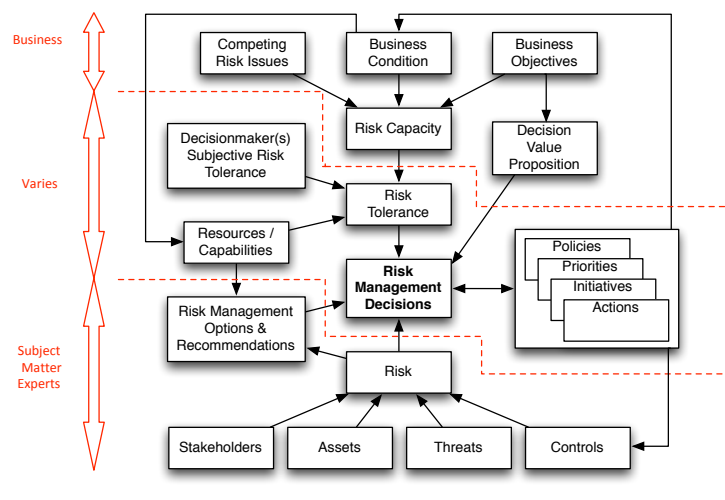 Business
Competing
Risk Issues
Business
Condition
Business
Objectives
Risk Capacity
Decision
Value
Proposition
Decisionmaker(s)
Subjective Risk
Tolerance
Varies
Risk
Tolerance
Resources /
Capabilities
Risk
Management
Decisions
Policies
Priorities
Initiatives
Actions
Risk Management
Options &
Recommendations
Subject
Matter
Experts
Risk
Stakeholders
Assets
Threats
Controls